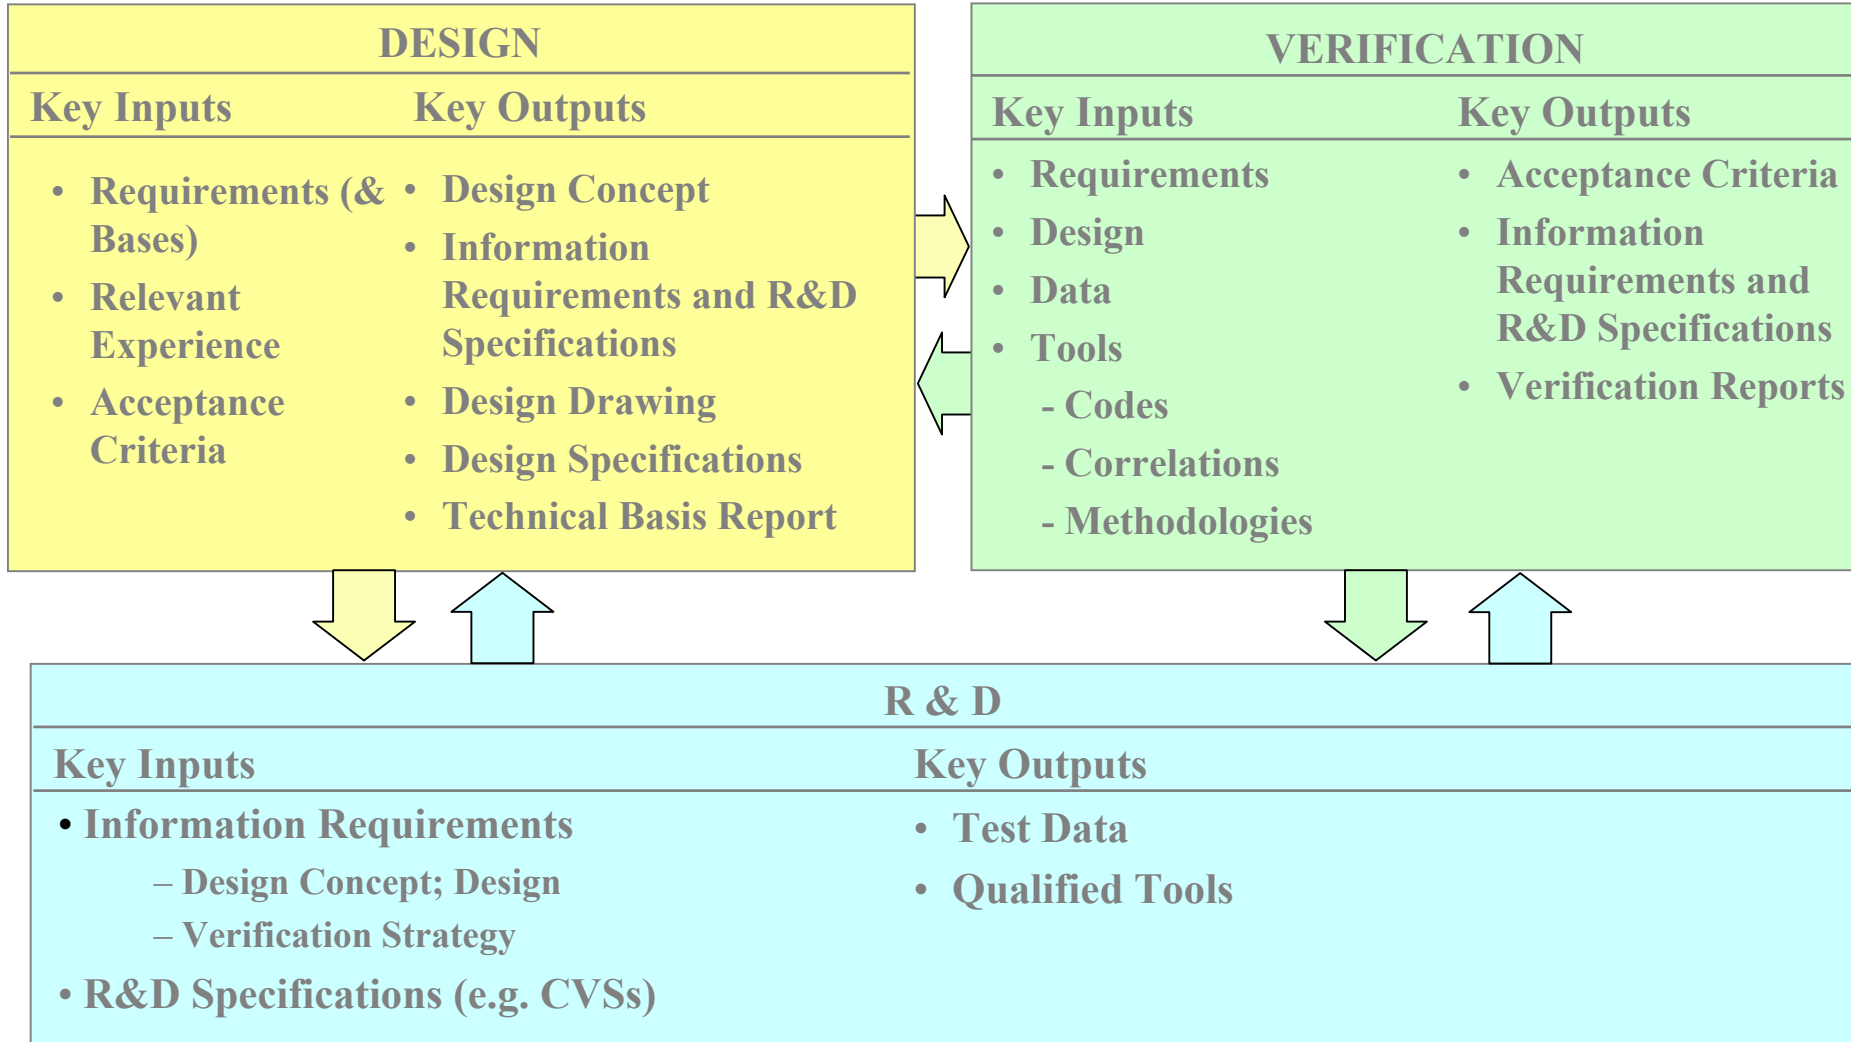 DESIGN
Key Inputs
Key Outputs
• Requirements (&
Bases)
• Relevant
Experience
• Acceptance
Criteria
• Design Concept
• Information
Requirements and R&D
Specifications
• Design Drawing
• Design Specifications
• Technical Basis Report
VERIFICATION
Key Inputs
Key Outputs
• Requirements
• Design
• Data
• Tools
- Codes
- Correlations
- Methodologies
• Acceptance Criteria
• Information
Requirements and
R&D Specifications
• Verification Reports
R & D
Key Inputs
Key Outputs
• Information Requirements
– Design Concept; Design
– Verification Strategy
• R&D Specifications (e.g. CVSs)
• Test Data
• Qualified Tools